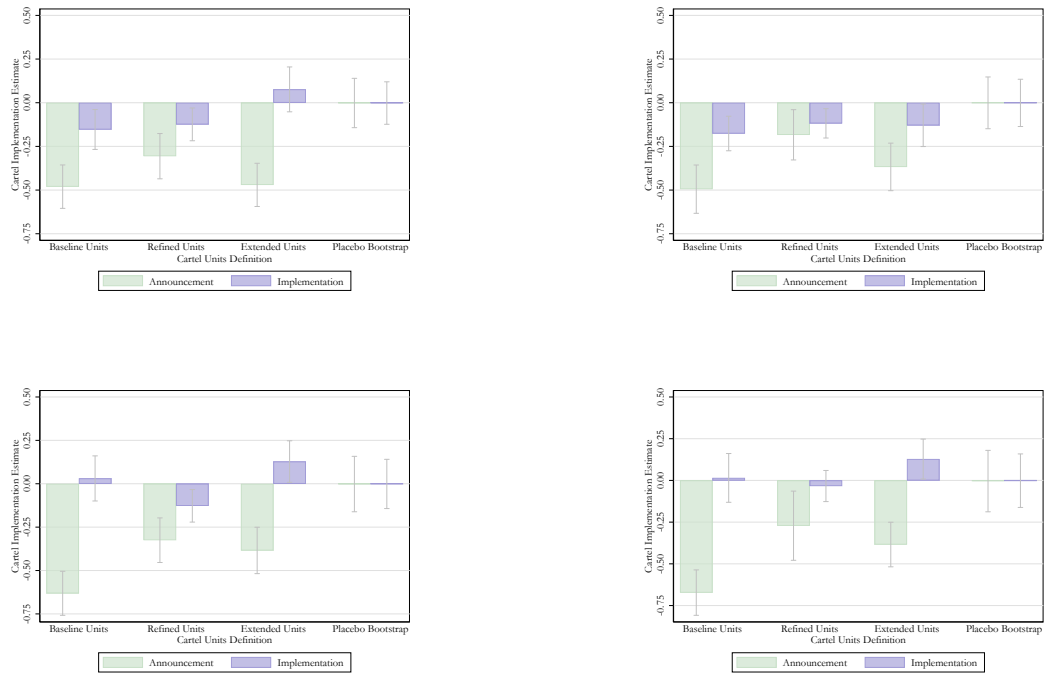 Cartel Implementation Estimate
0.50
0.25
0.00
-0.25
-0.50
-0.75
Baseline Units Refined Units Extended Units Placebo Bootstrap
Cartel Units Definition
Announcement Implementation
Cartel Implementation Estimate
0.50
0.25
0.00
-0.25
-0.50
-0.75
Baseline Units Refined Units Extended Units Placebo Bootstrap
Cartel Units Definition
Announcement Implementation
Cartel Implementation Estimate
0.50
0.25
0.00
-0.25
-0.50
-0.75
Baseline Units Refined Units Extended Units Placebo Bootstrap
Cartel Units Definition
Announcement Implementation
Cartel Implementation Estimate
0.50
0.25
0.00
-0.25
-0.50
-0.75
Baseline Units Refined Units Extended Units Placebo Bootstrap
Cartel Units Definition
Announcement Implementation